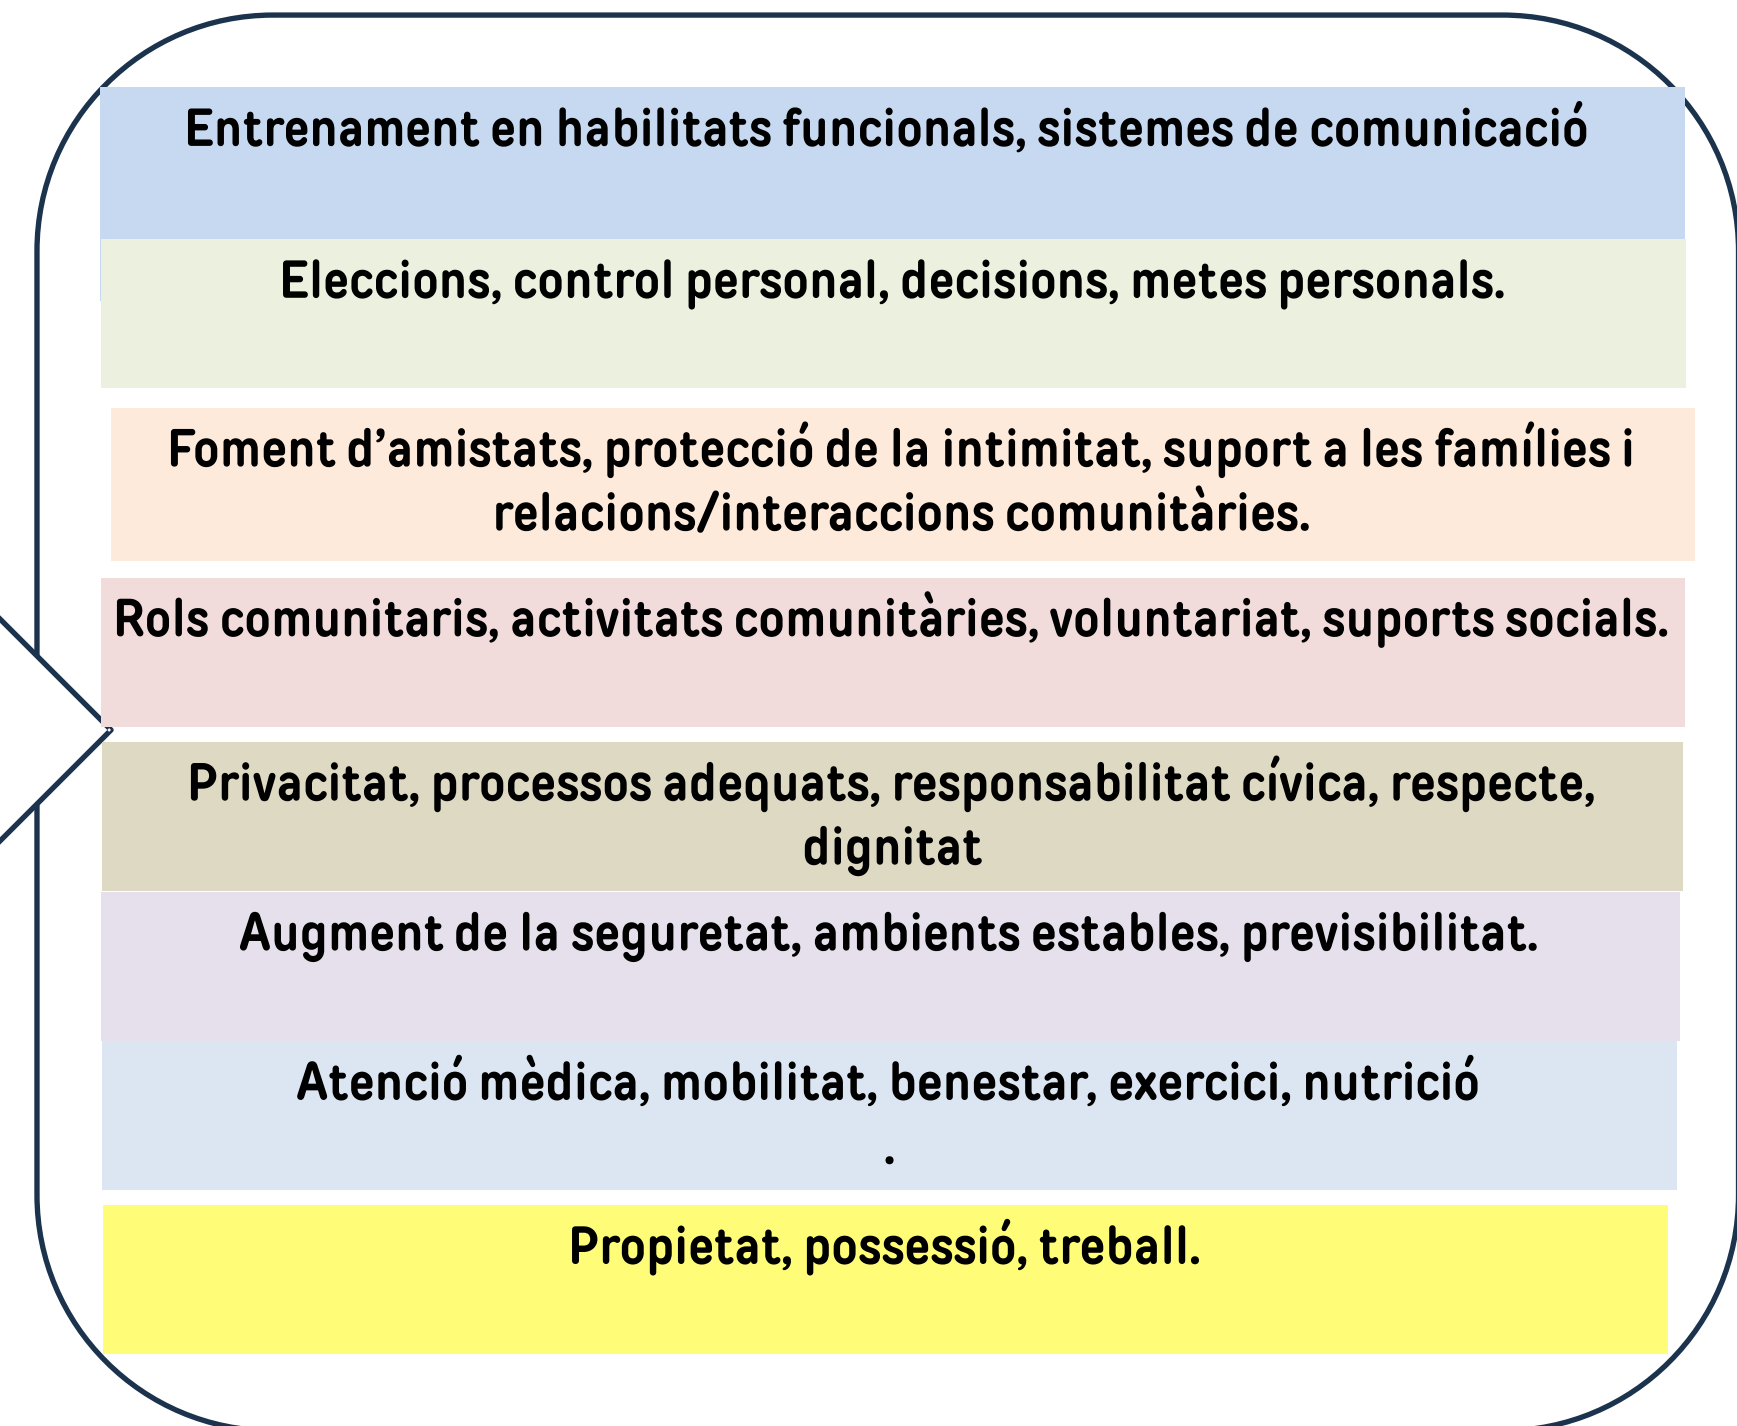 Entrenament en habilitats funcionals, sistemes de comunicació
Eleccions, control personal, decisions, metes personals.
Foment d’amistats, protecció de la intimitat, suport a les famílies i
relacions/interaccions comunitàries.
Rols comunitaris, activitats comunitàries, voluntariat, suports socials.
Privacitat, processos adequats, responsabilitat cívica, respecte,
dignitat
Augment de la seguretat, ambients estables, previsibilitat.
Atenció mèdica, mobilitat, benestar, exercici, nutrició
.
Propietat, possessió, treball.